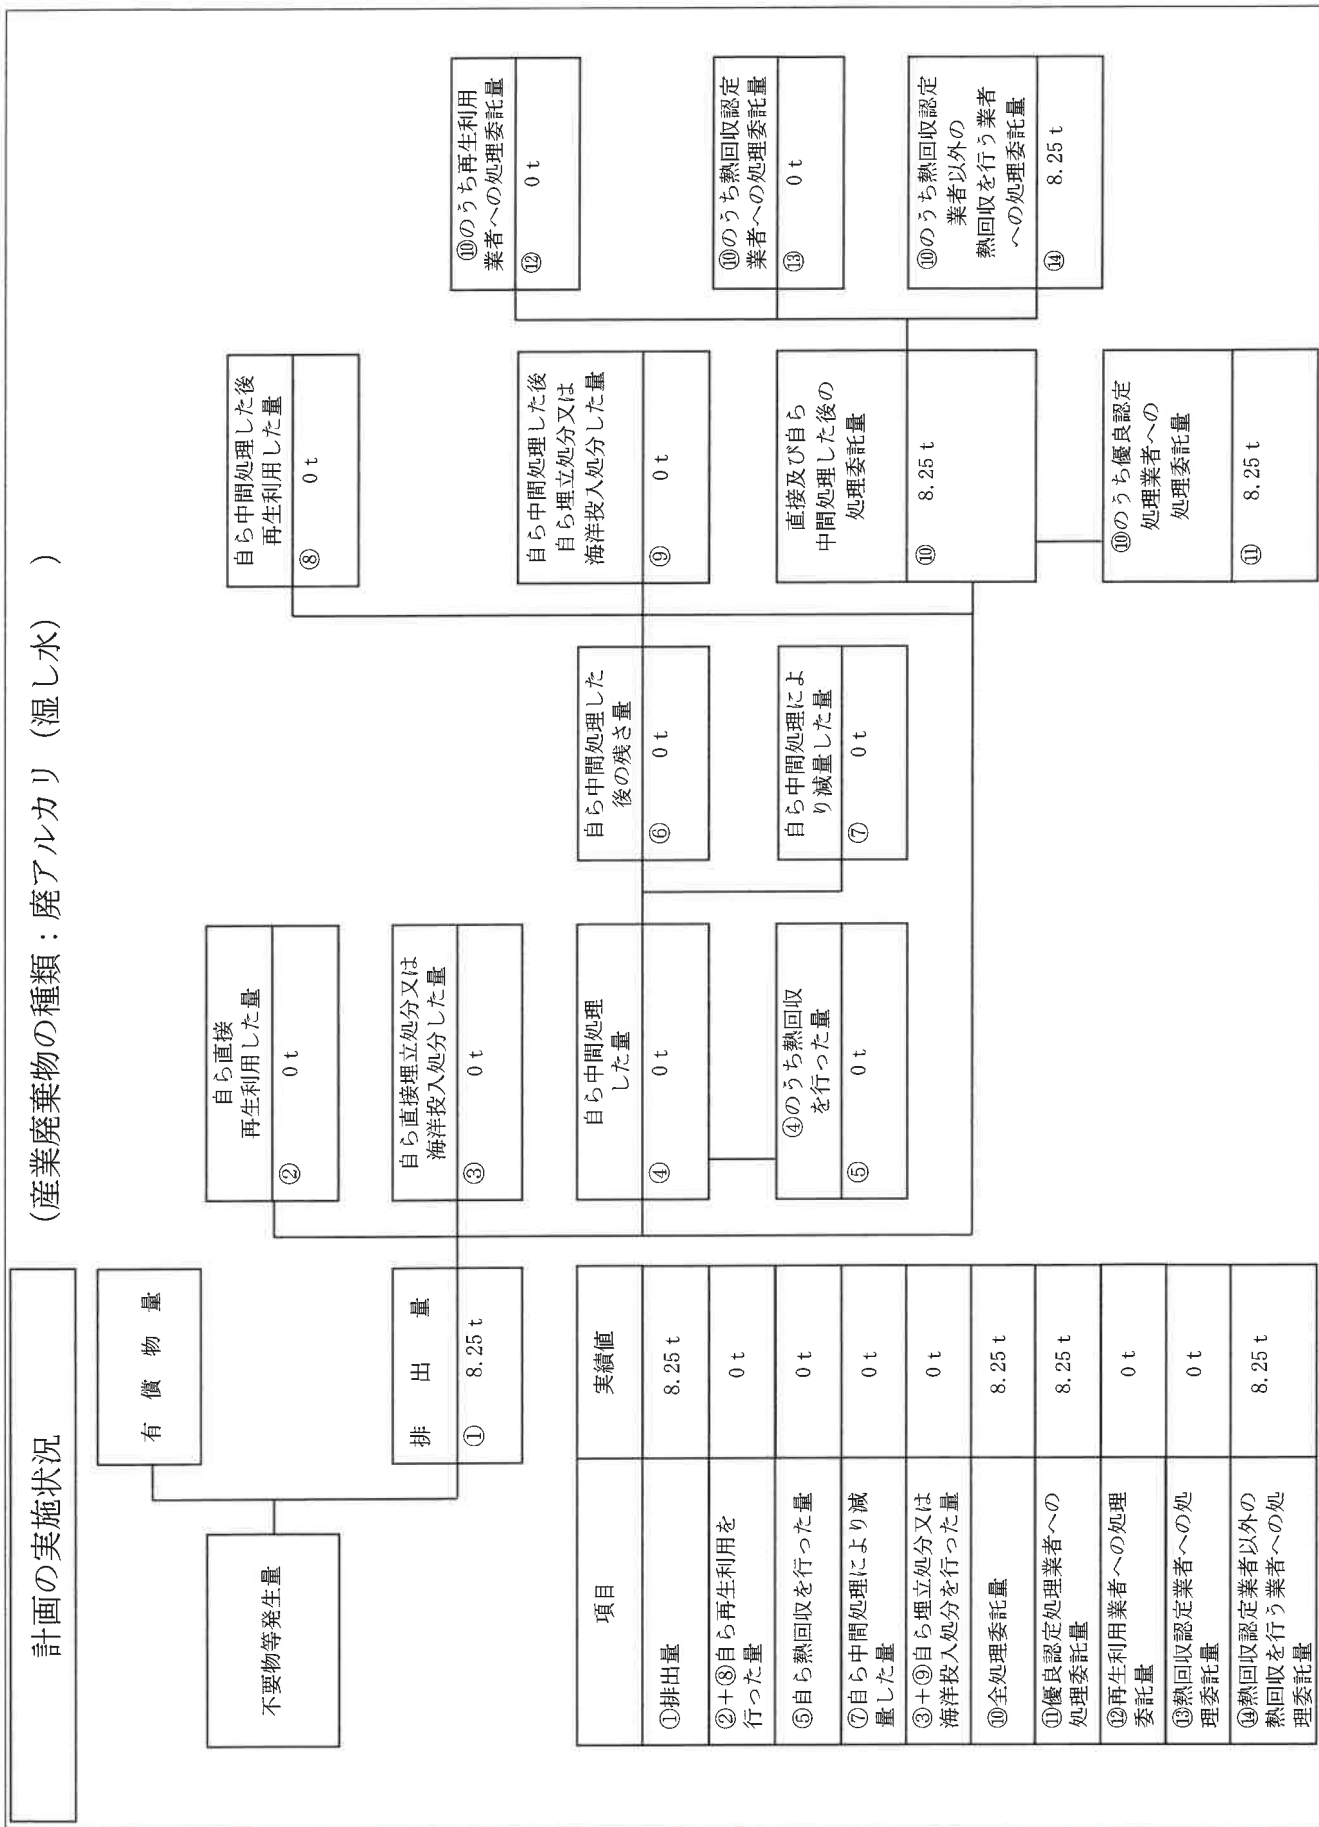 計画の実施状況
(産業廃棄物の種類：廃アルカリ（湿し水）　)
有償物量
不要物等発生量
排出量
① 8.25 t
自ら直接
再生利用した量
② 0 t
自ら直接埋立処分又は
海洋投入処分した量
③ 0 t
自ら中間処理
した量
④ 0 t
④のうち熱回収
を行った量
⑤ 0 t
自ら中間処理した
後の残さ量
⑥ 0 t
自ら中間処理によ
り減量した量
⑦ 0 t
自ら中間処理した後
再生利用した量
⑧ 0 t
自ら中間処理した後
自ら埋立処分又は
海洋投入処分した量
⑨ 0 t
直接及び自ら
中間処理した後の
処理委託量
⑩ 8.25 t
⑩のうち優良認定
処理業者への
処理委託量
⑪ 8.25 t
⑩のうち再生利用
業者への処理委託量
⑫ 0 t
⑩のうち熱回収認定
業者への処理委託量
⑬ 0 t
⑩のうち熱回収認定
業者以外の
熱回収を行う業者
への処理委託量
⑭ 8.25 t
項目 実績値
①排出量 8.25 t
②＋⑧自ら再生利用を
行った量 0 t
⑤自ら熱回収を行った量 0 t
⑦自ら中間処理により減
量した量 0 t
③＋⑨自ら埋立処分又は
海洋投入処分を行った量 0 t
⑩全処理委託量 8.25 t
⑪優良認定処理業者への
処理委託量 8.25 t
⑫再生利用業者への処理
委託量 0 t
⑬熱回収認定業者への処
理委託量 0 t
⑭熱回収認定業者以外の
熱回収を行う業者への処
理委託量 8.25 t